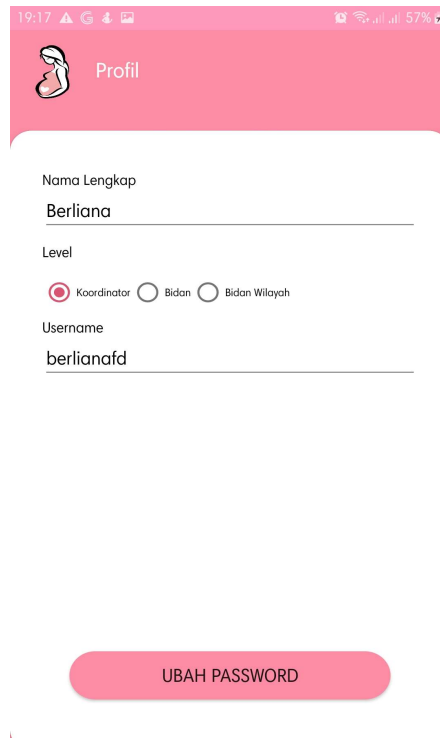 19:17 G 57%
Profil
Nama Lengkap
Berliana
Level
Koordinator Bidan Bidan Wilayah
Username
berlianafd
UBAH PASSWORD